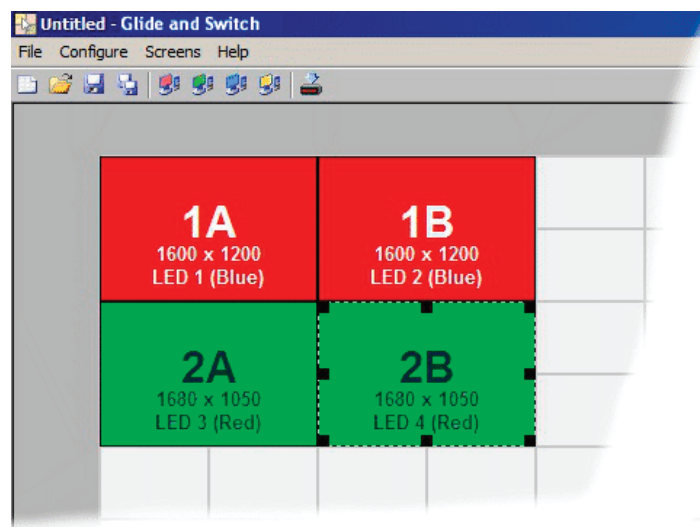 Untitled - Glide and Switch
File Configure Screens Help
1A
1600 x 1200
LED 1 (Blue)
1B
1600 x 1200
LED 2 (Blue)
2A
1680 x 1050
LED 3 (Red)
2B
1680 x 1050
LED 4 (Red)